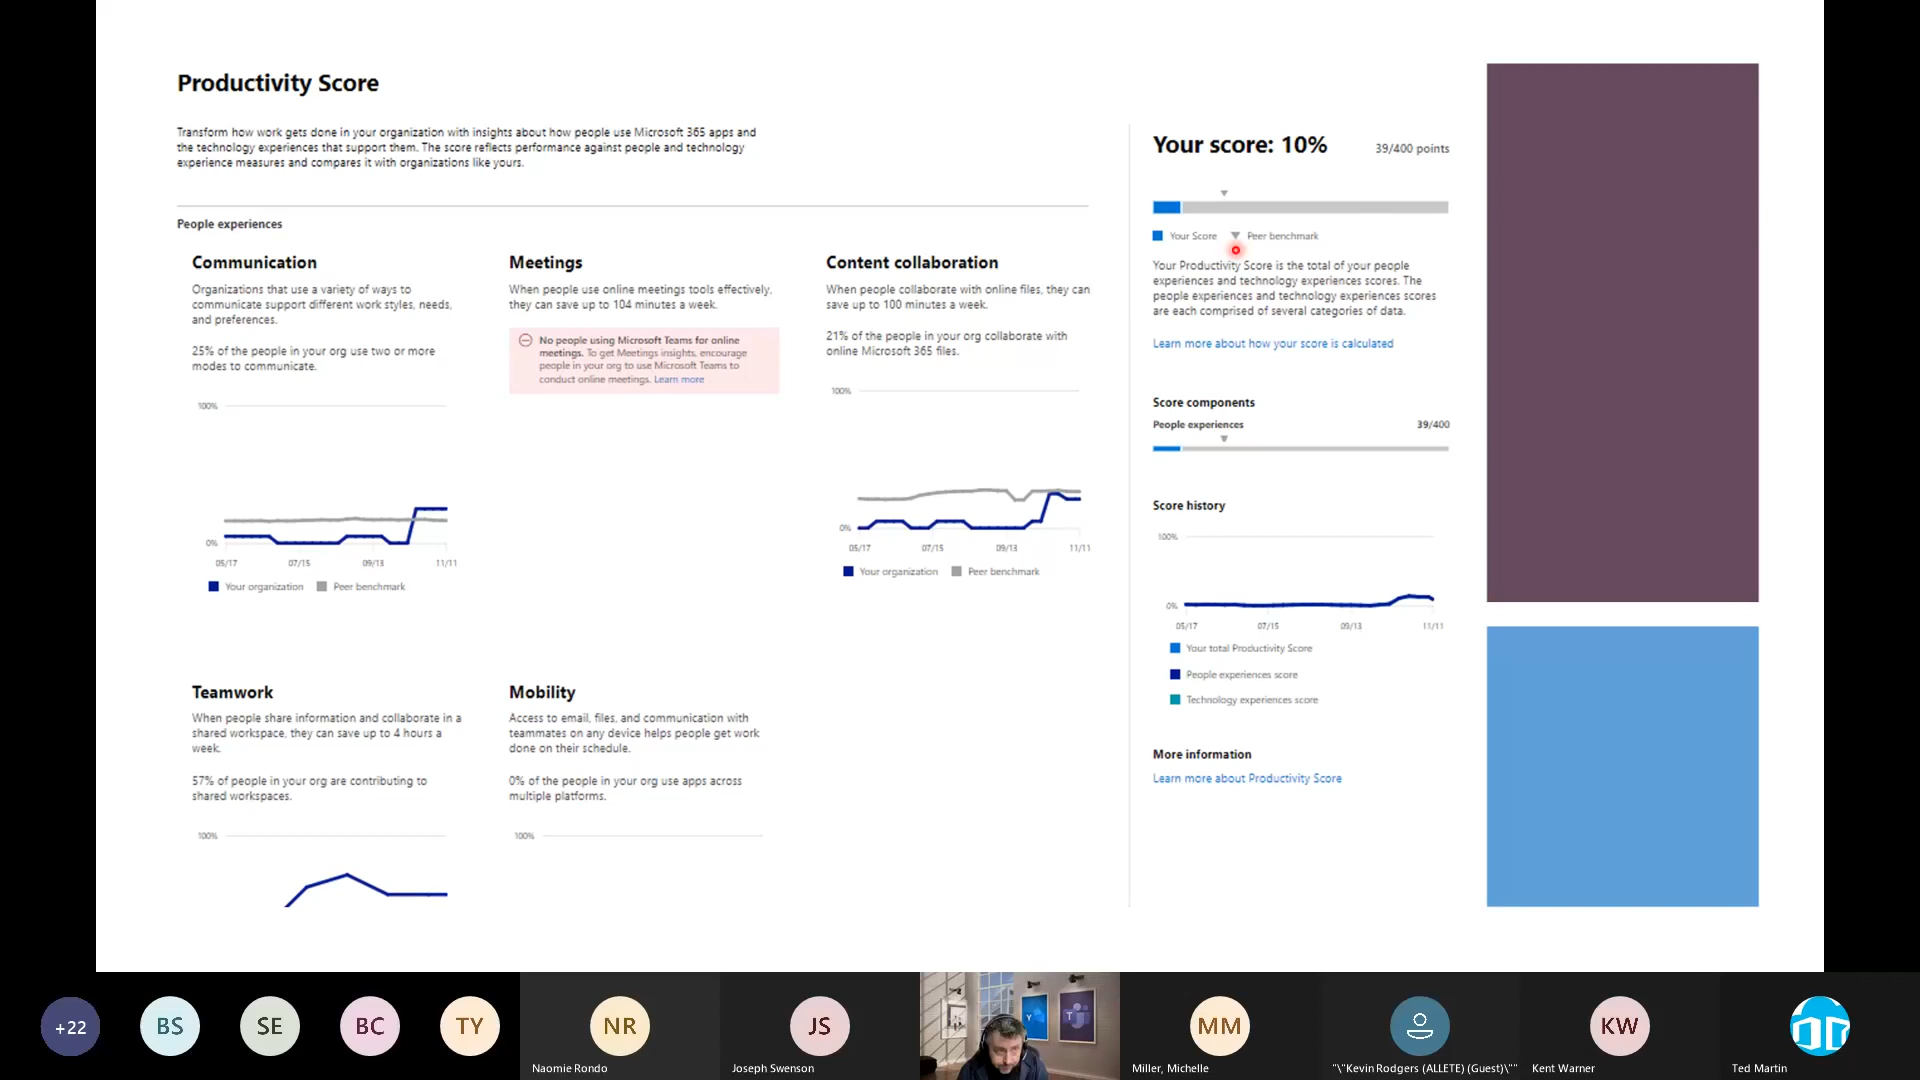 Productivity Score
Transform how work gets done in your organization with insights about how people use Microsoft 365 apps and
the technology experiences that support them. The score reflects performance against people and technology
experience measures and compares it with organizations like yours.
People experiences
Communication
Organizations that use a variety of ways to
communicate support different work styles, needs,
and preferences.
25% of the people in your org use two or more
modes to communicate.
100%
0%
05/17 07/15 09/13 11/11
Your organization Peer benchmark
Meetings
When people use online meetings tools effectively,
they can save up to 104 minutes a week.
No people using Microsoft Teams for online
meetings. To get Meetings insights, encourage
people in your org to use Microsoft Teams to
conduct online meetings. Learn more
Content collaboration
When people collaborate with online files, they can
save up to 100 minutes a week.
21% of the people in your org collaborate with
online Microsoft 365 files.
100%
0%
05/17 07/15 09/13 11/11
Your organization Peer benchmark
Teamwork
When people share information and collaborate in a
shared workspace, they can save up to 4 hours a
week.
57% of people in your org are contributing to
shared workspaces.
100%
Mobility
Access to email, files, and communication with
teammates on any device helps people get work
done on their schedule.
0% of the people in your org use apps across
multiple platforms.
100%
Your score: 10% 39/400 points
Your Score Peer benchmark
Your Productivity Score is the total of your people
experiences and technology experiences scores. The
people experiences and technology experiences scores
are each comprised of several categories of data.
Learn more about how your score is calculated
Score components
People experiences 39/400
Score history
100%
0%
05/17 07/15 09/13 11/11
Your total Productivity Score
People experiences score
Technology experiences score
More information
Learn more about Productivity Score
+22 BS SE BC TY NR JS Y T MM KW
Naomie Rondo Joseph Swenson Miller, Michelle "\"Kevin Rodgers (ALLETE) (Guest)\"" Kent Warner Ted Martin